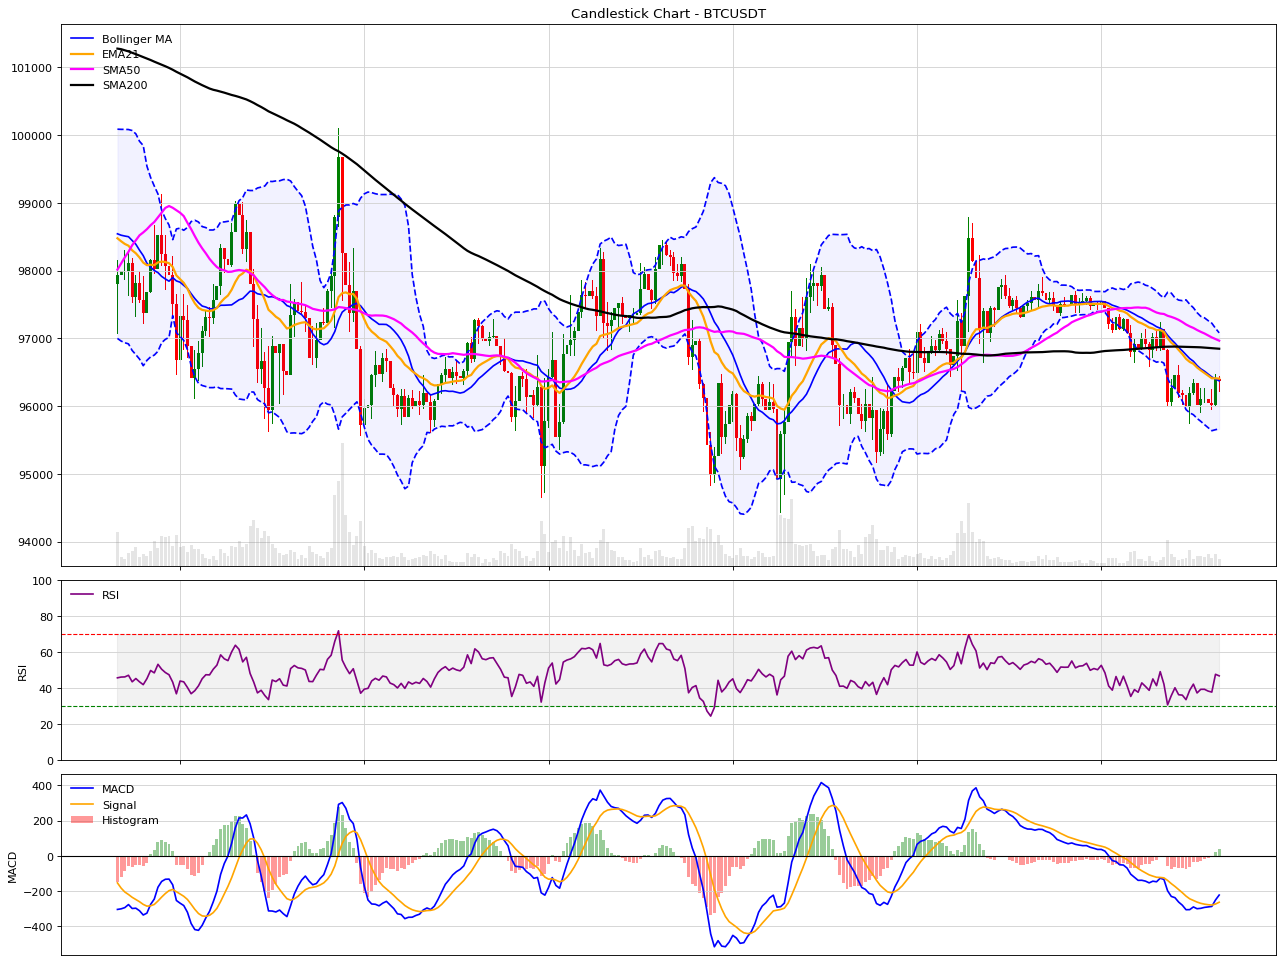 Candlestick Chart - BTCUSDT
Bollinger MA
EMA21
SMA50
SMA200
101000
100000
99000
98000
97000
96000
95000
94000
RSI
100
80
60
40
20
0
RSI
MACD
Signal
Histogram
400
200
0
−200
−400
MACD